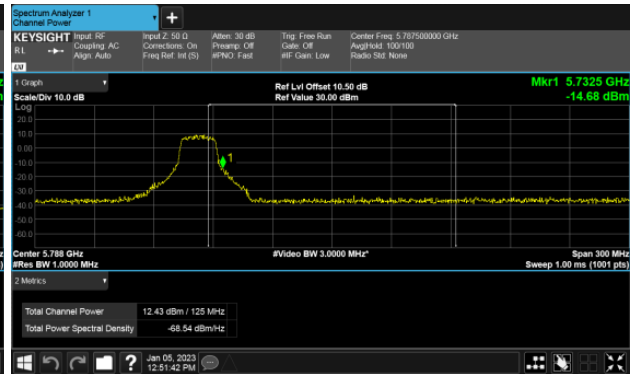 Spectrum Analyzer 1
Channel Power
KEYSIGHT
RL
LXI
Input: RF
Coupling: AC
Align: Auto
Input Z: 50 Ω
Corrections: On
Freq Ref: Int (S)
Atten: 30 dB
Preamp: Off
#PNO: Fast
Trig: Free Run
Gate: Off
#IF Gain: Low
Center Freq: 5.787500000 GHz
Avg|Hold: 100/100
Radio Std: None
1 Graph
Scale/Div 10.0 dB
Ref Lvl Offset 10.50 dB
Ref Value 30.00 dBm
Mkr1 5.7325 GHz
-14.68 dBm
Log
20.0
10.0
0.00
-10.0
-20.0
-30.0
-40.0
-50.0
-60.0
1
Center 5.788 GHz
#Res BW 1.0000 MHz
#Video BW 3.0000 MHz*
Span 300 MHz
Sweep 1.00 ms (1001 pts)
2 Metrics
Total Channel Power 12.43 dBm / 125 MHz
Total Power Spectral Density -68.54 dBm/Hz
?
Jan 05, 2023
12:51:42 PM